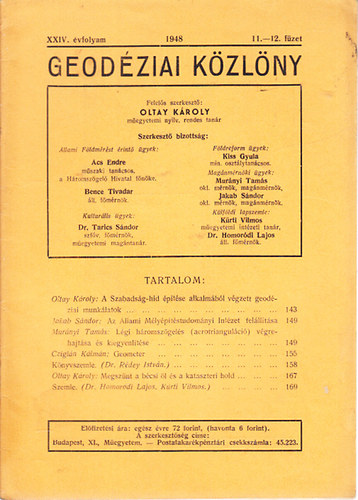 XXIV. évfolyam 1948 11.—12. füzet
GEODÉZIAI KÖZLÖNY
Felelős szerkesztő:
OLTAY KÁROLY
műegyetemi nyilv. rendes tanár
Szerkesztő bizottság:
Állami Földmérést érintő ügyek:
Ács Endre
műszaki tanácsos,
a Háromszögelő Hivatal főnöke.
Bence Tivadar
áll. főmérnök.
Kulturális ügyek:
Dr. Tarics Sándor
főmérnök,
műegyetemi magántanár.
Földreform ügyek:
Kiss Gyula
min. osztálytanácsos.
Magánmérnöki ügyek:
Murányi Tamás
okl. mérnök, magánmérnök.
Jakab Sándor
okl. mérnök, magánmérnök.
Külföldi lapszemle:
Kürti Vilmos
műegyetemi intézeti tanár,
Dr. Homoródi Lajos
áll. főmérnök.
TARTALOM:
Oltay Károly: A Szabadság-híd építése alkalmából végzett geodé-
ziai munkálatok ... 143
Jakab Sándor: Az Állami Mélyépítéstudományi Intézet felállítása 149
Murányi Tamás: Légi háromszögelés (aerotrianguláció) végre-
hajtása és kiegyenlítése ... 149
Czigián Kálmán: Geometer ... 155
Könyvszemle. (Dr. Rédey István.) ... 158
Oltay Károly: Megszűnt a bécsi öl és a kataszteri hold ... 167
Szemle. (Dr. Homoródi Lajos, Kürti Vilmos.) ... 169
Előfizetési ára: egész évre 72 forint, (havonta 6 forint).
A szerkesztőség címe:
Budapest, XI., Műegyetem. — Postatakarékpénztári csekkszámla: 45.223.